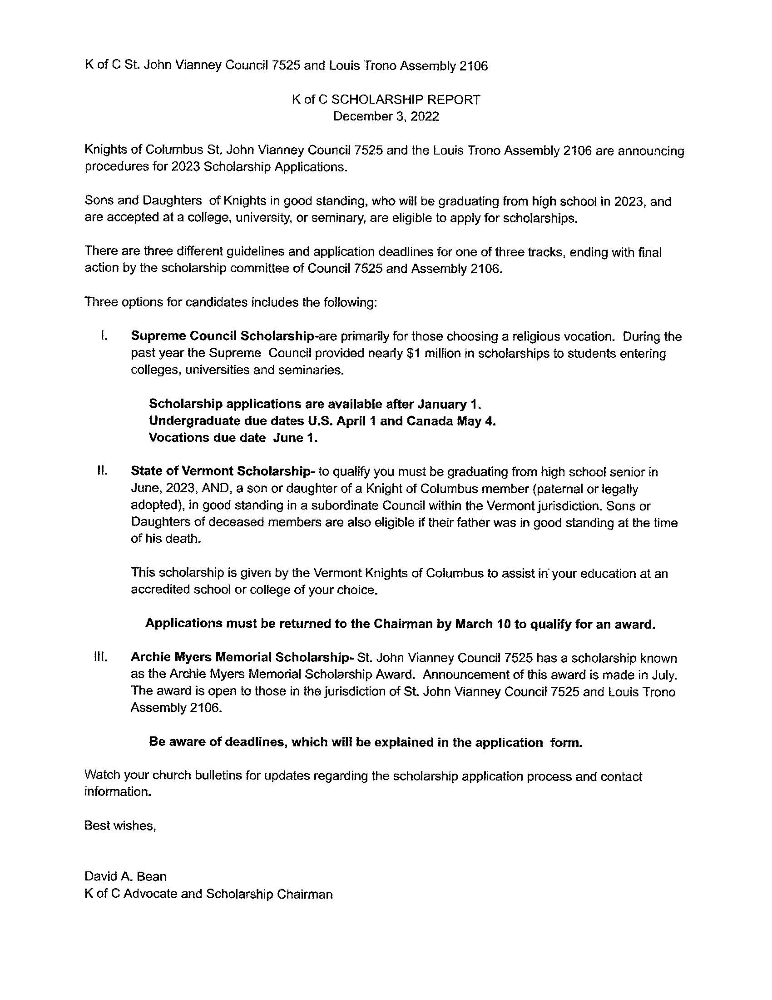 K of C St. John Vianney Council 7525 and Louis Trono Assembly 2106
K of C SCHOLARSHIP REPORT
December 3, 2022
Knights of Columbus St. John Vianney Council 7525 and the Louis Trono Assembly 2106 are announcing
procedures for 2023 Scholarship Applications.
Sons and Daughters of Knights in good standing, who will be graduating from high school in 2023, and
are accepted at a college, university, or seminary, are eligible to apply for scholarships.
There are three different guidelines and application deadlines for one of three tracks, ending with final
action by the scholarship committee of Council 7525 and Assembly 2106.
Three options for candidates includes the following:
I. Supreme Council Scholarship-are primarily for those choosing a religious vocation. During the
past year the Supreme Council provided nearly $1 million in scholarships to students entering
colleges, universities and seminaries.
Scholarship applications are available after January 1.
Undergraduate due dates U.S. April 1 and Canada May 4.
Vocations due date June 1.
II. State of Vermont Scholarship- to qualify you must be graduating from high school senior in
June, 2023, AND, a son or daughter of a Knight of Columbus member (paternal or legally
adopted), in good standing in a subordinate Council within the Vermont jurisdiction. Sons or
Daughters of deceased members are also eligible if their father was in good standing at the time
of his death.
This scholarship is given by the Vermont Knights of Columbus to assist in your education at an
accredited school or college of your choice.
Applications must be returned to the Chairman by March 10 to qualify for an award.
III. Archie Myers Memorial Scholarship- St. John Vianney Council 7525 has a scholarship known
as the Archie Myers Memorial Scholarship Award. Announcement of this award is made in July.
The award is open to those in the jurisdiction of St. John Vianney Council 7525 and Louis Trono
Assembly 2106.
Be aware of deadlines, which will be explained in the application form.
Watch your church bulletins for updates regarding the scholarship application process and contact
information.
Best wishes,
David A. Bean
K of C Advocate and Scholarship Chairman